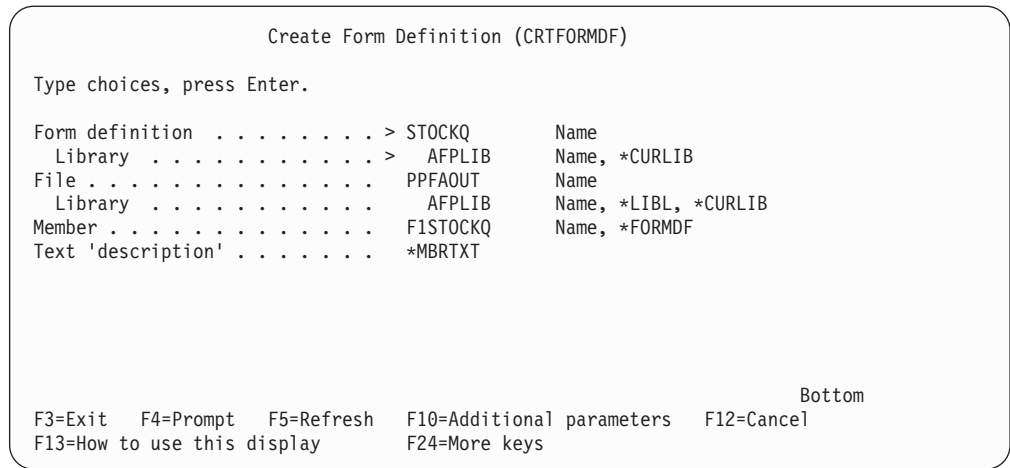 Create Form Definition (CRTFORMDF)
Type choices, press Enter.
Form definition . . . . . . . . > STOCKQ Name
Library . . . . . . . . . . . > AFPLIB Name, *CURLIB
File . . . . . . . . . . . . . . PPFAOUT Name
Library . . . . . . . . . . . AFPLIB Name, *LIBL, *CURLIB
Member . . . . . . . . . . . . . F1STOCKQ Name, *FORMDF
Text 'description' . . . . . . . *MBRTXT
Bottom
F3=Exit F4=Prompt F5=Refresh F10=Additional parameters F12=Cancel
F13=How to use this display F24=More keys